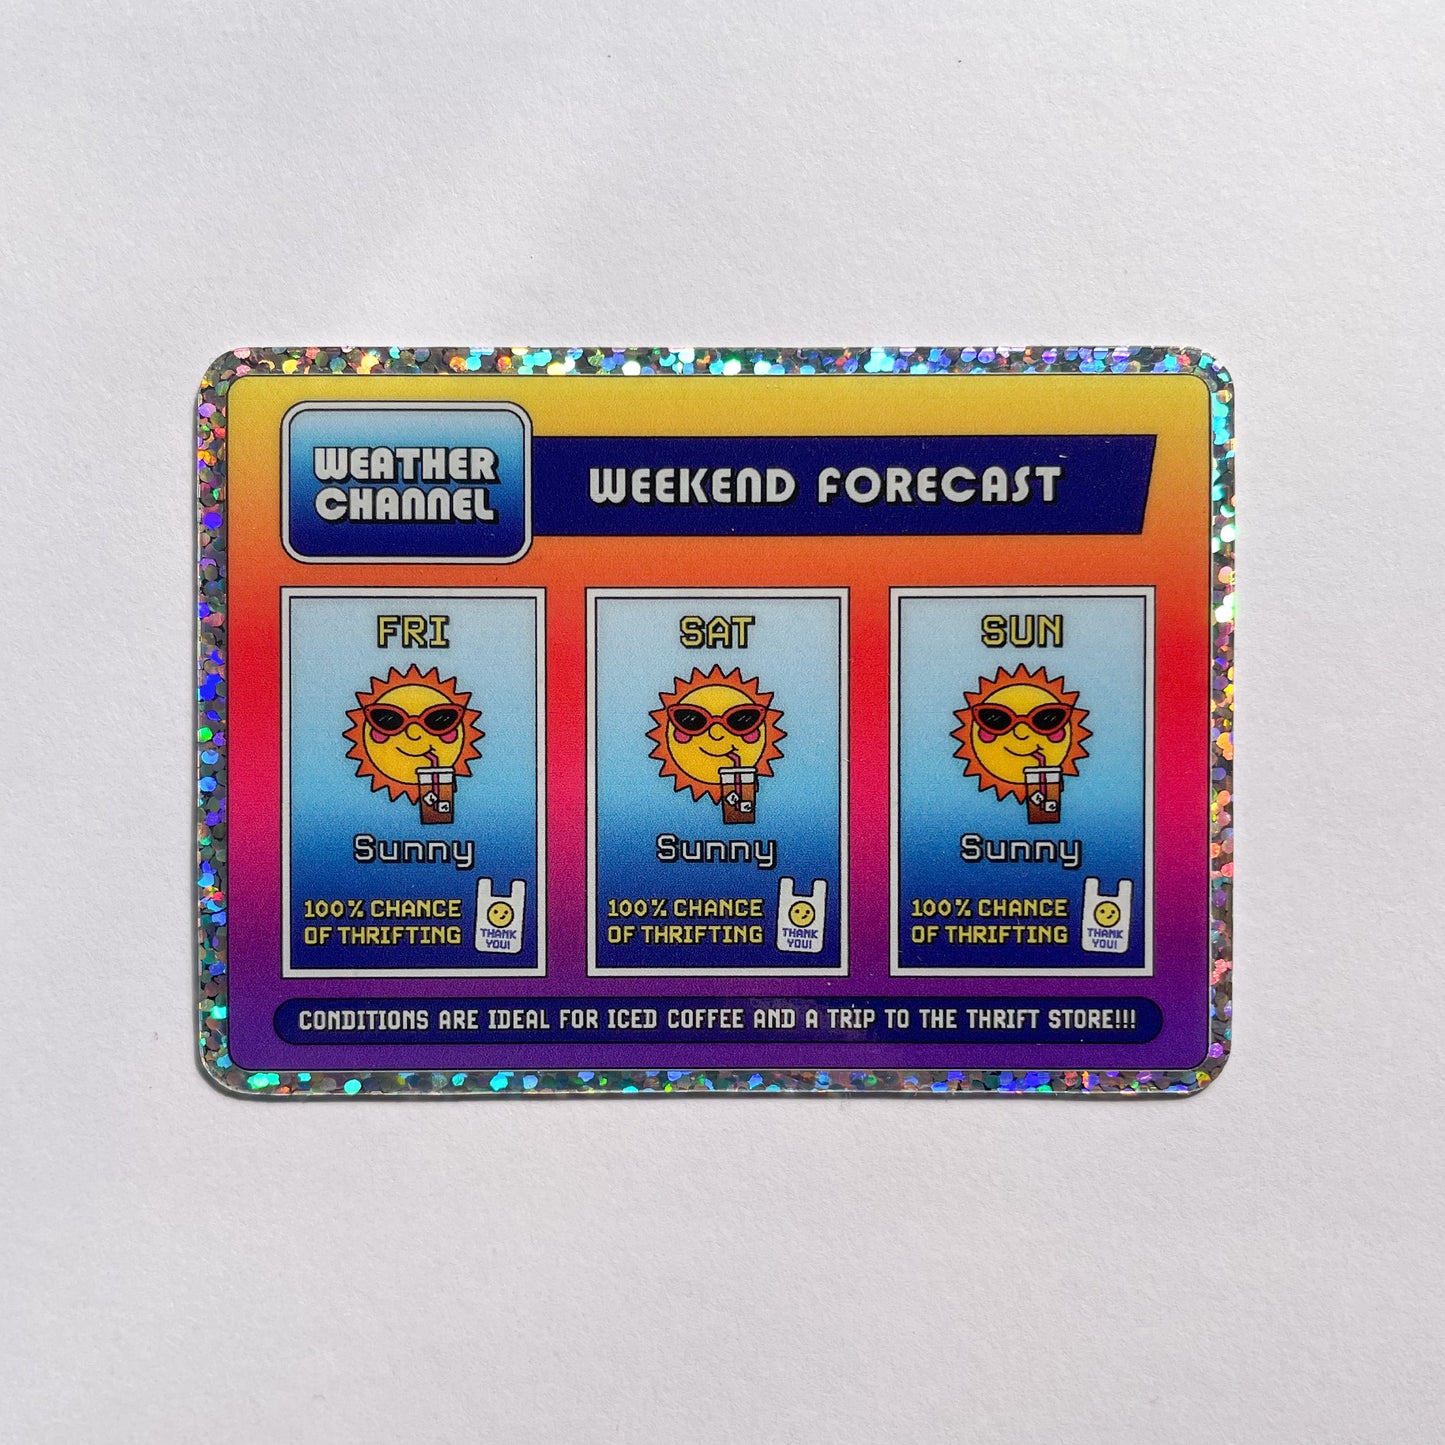 WEATHER
CHANNEL
WEEKEND FORECAST
FRI
Sunny
100% CHANCE
OF THRIFTING
THANK
YOU!
SAT
Sunny
100% CHANCE
OF THRIFTING
THANK
YOU!
SUN
Sunny
100% CHANCE
OF THRIFTING
THANK
YOU!
CONDITIONS ARE IDEAL FOR ICED COFFEE AND A TRIP TO THE THRIFT STORE!!!